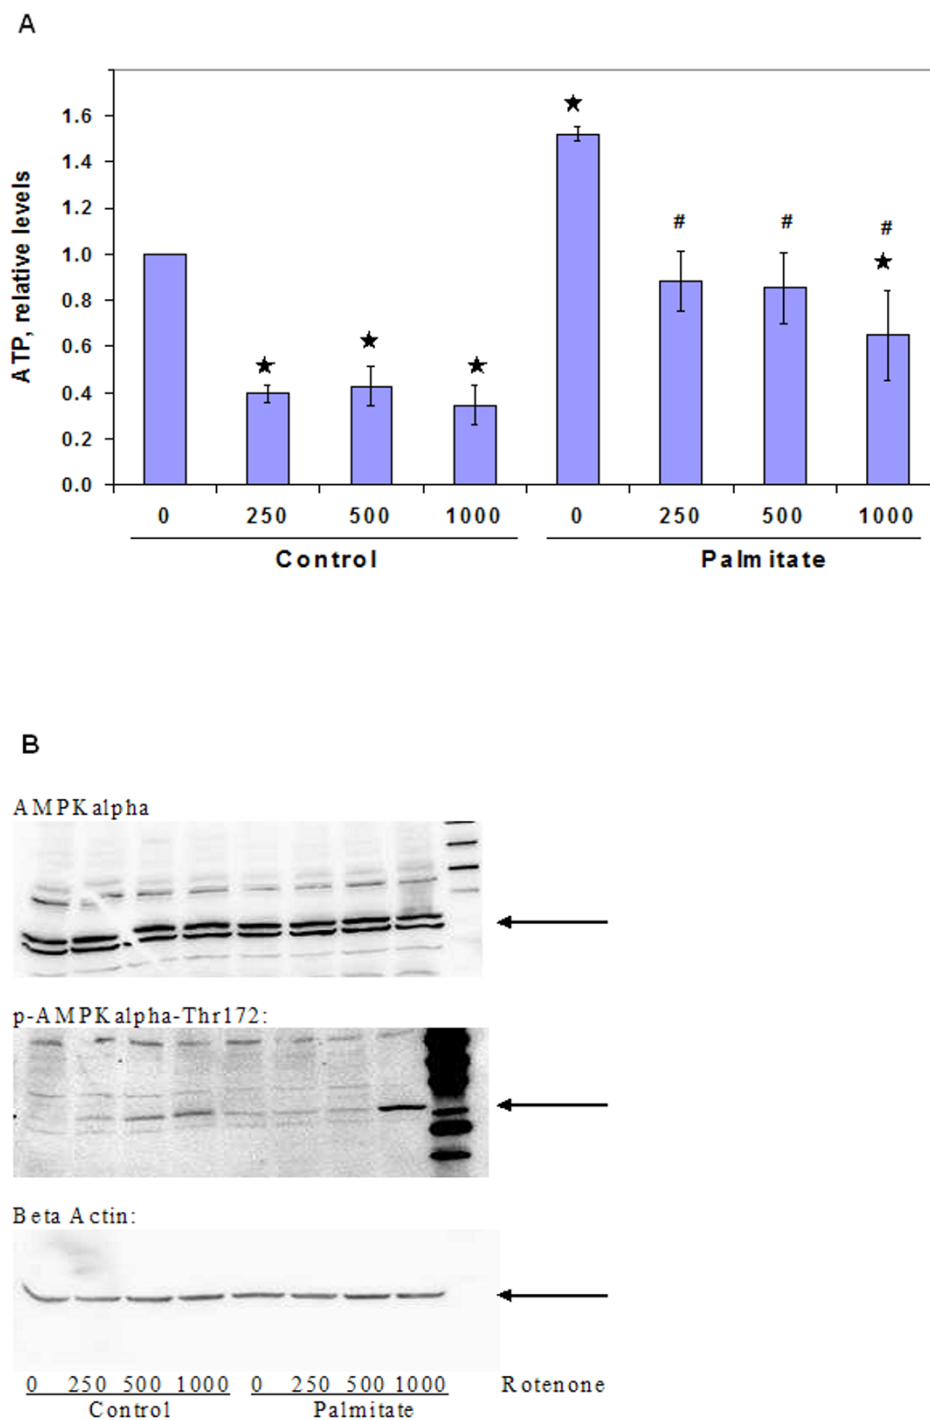 A
ATP, relative levels
1.6
1.4
1.2
1.0
0.8
0.6
0.4
0.2
0.0
★ ★ ★ ★ # # # ★
0 250 500 1000 0 250 500 1000
Control Palmitate
B
AMPKalpha
p-AMPKalpha-Thr172:
Beta Actin:
0 250 500 1000 0 250 500 1000 Rotenone
Control Palmitate